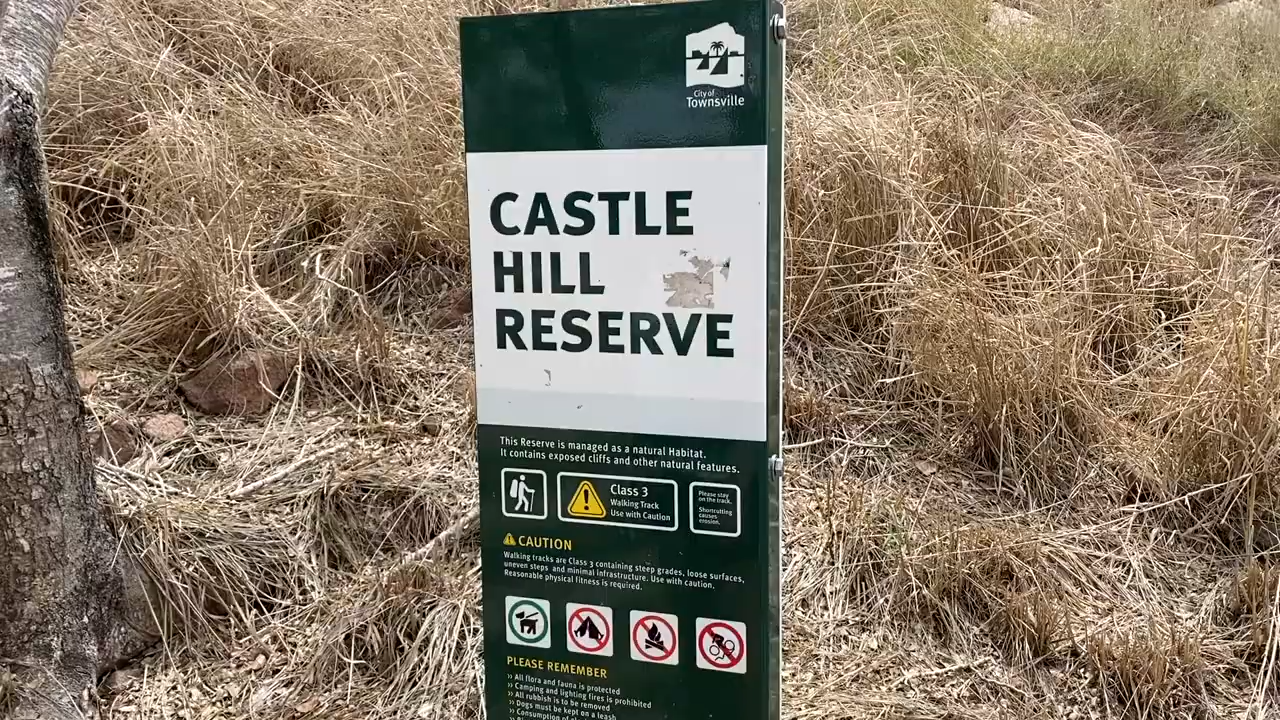 City of
Townsville
CASTLE
HILL
RESERVE
This Reserve is managed as a natural Habitat.
It contains exposed cliffs and other natural features.
Class 3
Walking Track
Use with Caution
Please stay
on the track.
Shortcutting
causes
erosion.
CAUTION
Walking tracks are Class 3 containing steep grades, loose surfaces,
uneven steps and minimal infrastructure. Use with caution.
Reasonable physical fitness is required.
PLEASE REMEMBER
›› All flora and fauna is protected
›› Camping and lighting fires is prohibited
›› All rubbish is to be removed
›› Dogs must be kept on a leash
›› Consumption of